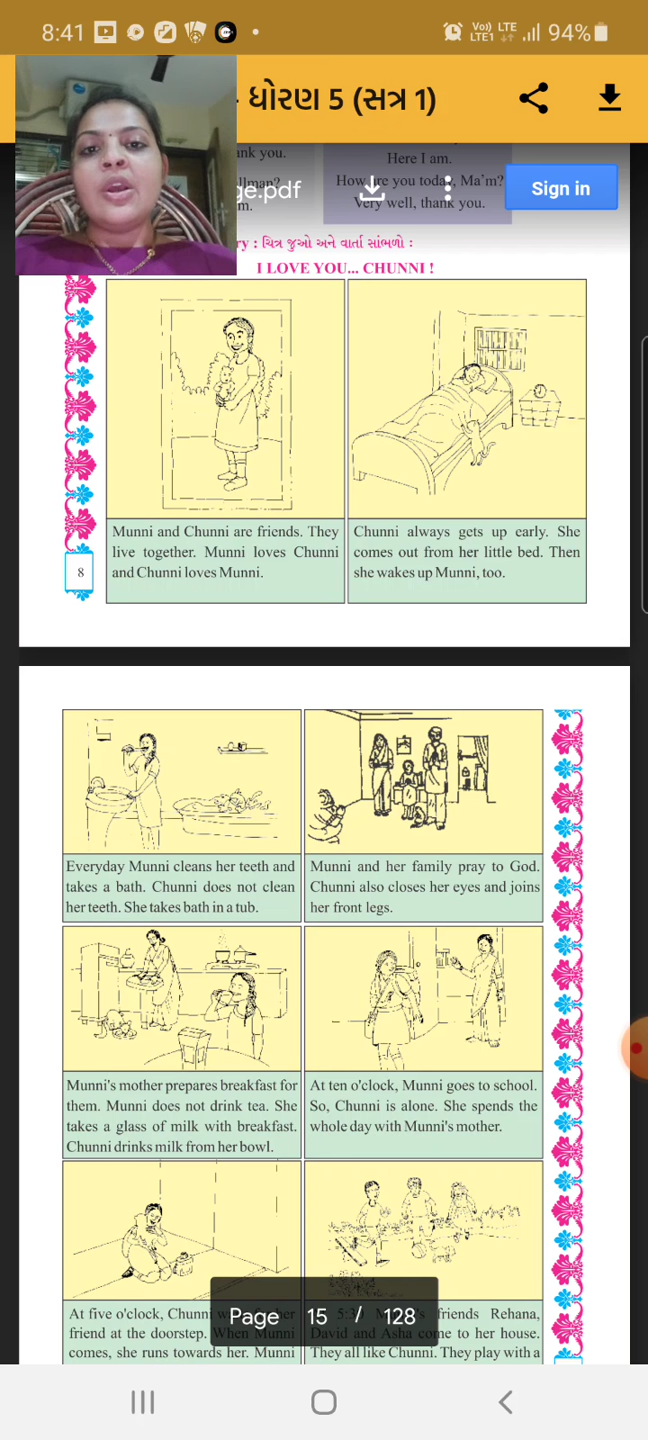 8:41
Vo) LTE
LTE1
94%
ધોરણ 5 (સત્ર 1)
ank you.
Here I am.
How are you today, Ma'm?
Very well, thank you.
ge.pdf
Sign in
ry : ચિત્ર જુઓ અને વાર્તા સાંભળો :
I LOVE YOU... CHUNNI !
Munni and Chunni are friends. They
live together. Munni loves Chunni
and Chunni loves Munni.
Chunni always gets up early. She
comes out from her little bed. Then
she wakes up Munni, too.
8
Everyday Munni cleans her teeth and
takes a bath. Chunni does not clean
her teeth. She takes bath in a tub.
Munni and her family pray to God.
Chunni also closes her eyes and joins
her front legs.
Munni's mother prepares breakfast for
them. Munni does not drink tea. She
takes a glass of milk with breakfast.
Chunni drinks milk from her bowl.
At ten o'clock, Munni goes to school.
So, Chunni is alone. She spends the
whole day with Munni's mother.
At five o'clock, Chunni her
friend at the doorstep. When Munni
comes, she runs towards her. Munni
friends Rehana,
David and Asha come to her house.
They all like Chunni. They play with a
Page 15 / 128